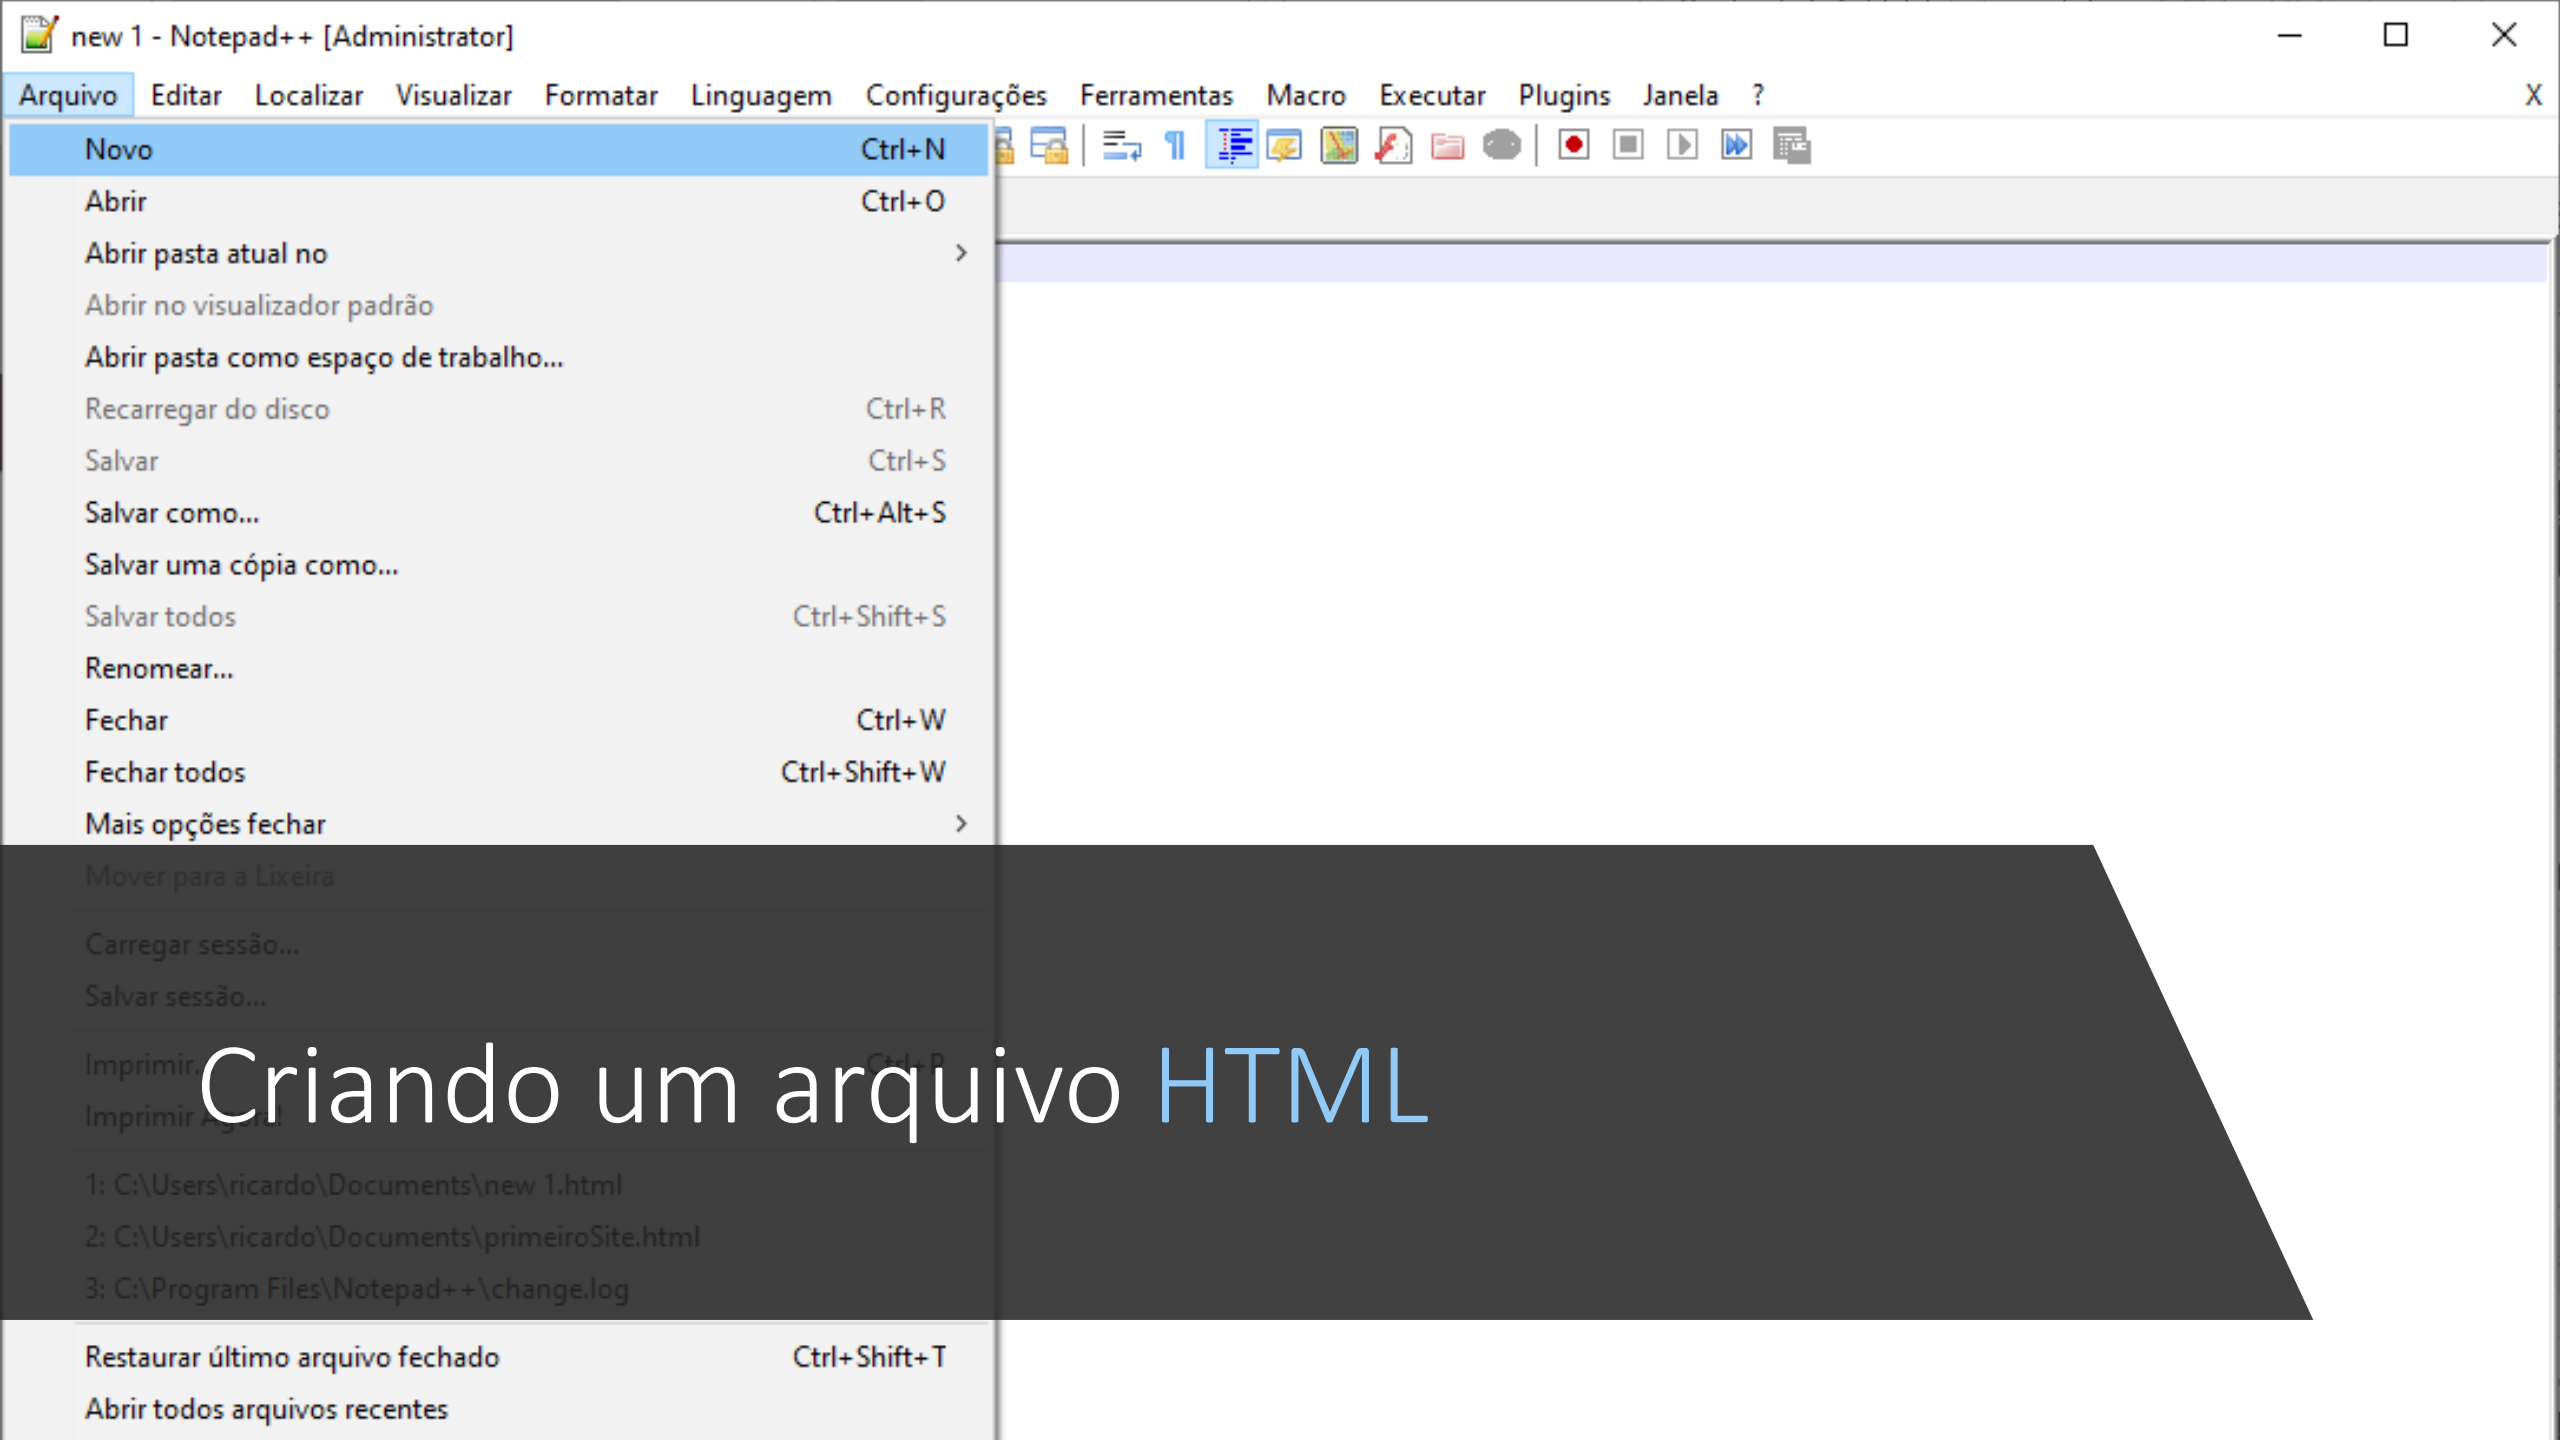 new 1 - Notepad++ [Administrator]
Arquivo Editar Localizar Visualizar Formatar Linguagem Configurações Ferramentas Macro Executar Plugins Janela ? X
Novo Ctrl+N
Abrir Ctrl+O
Abrir pasta atual no
Abrir no visualizador padrão
Abrir pasta como espaço de trabalho...
Recarregar do disco Ctrl+R
Salvar Ctrl+S
Salvar como... Ctrl+Alt+S
Salvar uma cópia como...
Salvar todos Ctrl+Shift+S
Renomear...
Fechar Ctrl+W
Fechar todos Ctrl+Shift+W
Mais opções fechar
Mover para a Lixeira
Carregar sessão...
Salvar sessão...
Imprimir... Ctrl+P
Criando um arquivo HTML
Imprimir Agora!
1: C:\Users\ricardo\Documents\new 1.html
2: C:\Users\ricardo\Documents\primeiroSite.html
3: C:\Program Files\Notepad++\change.log
Restaurar último arquivo fechado Ctrl+Shift+T
Abrir todos arquivos recentes